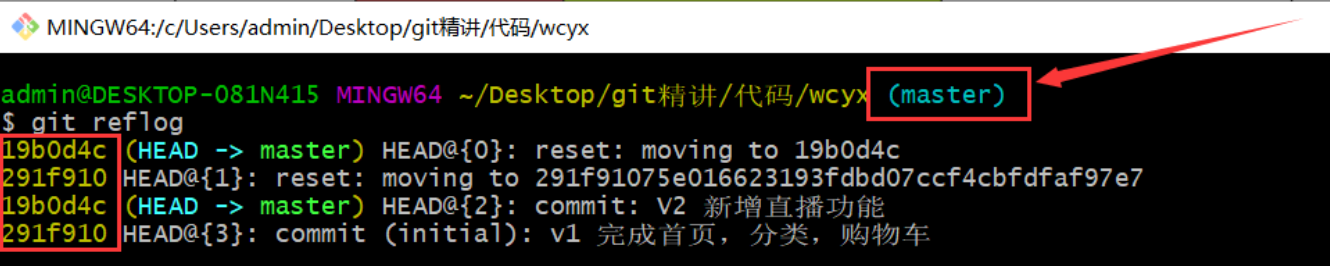 MINGW64:/c/Users/admin/Desktop/git精讲/代码/wcyx
admin@DESKTOP-081N415 MINGW64 ~/Desktop/git精讲/代码/wcyx (master)
$ git reflog
19b0d4c (HEAD -> master) HEAD@{0}: reset: moving to 19b0d4c
291f910 HEAD@{1}: reset: moving to 291f91075e016623193fdbd07ccf4cbfdfaf97e7
19b0d4c (HEAD -> master) HEAD@{2}: commit: V2 新增直播功能
291f910 HEAD@{3}: commit (initial): v1 完成首页，分类，购物车